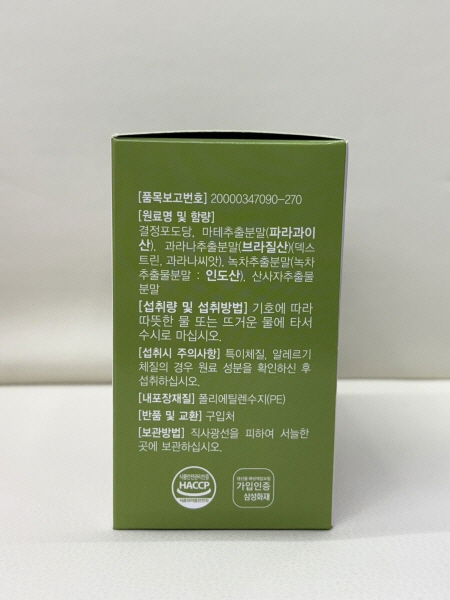 [품목보고번호] 20000347090-270
[원료명 및 함량]
결정포도당, 마테추출분말(파라과이
산), 과라나추출분말(브라질산)(덱스
트린, 과라나씨앗), 녹차추출분말(녹차
추출물분말 : 인도산), 산사자추출물
분말
[섭취량 및 섭취방법] 기호에 따라
따뜻한 물 또는 뜨거운 물에 타서
수시로 마십시오.
[섭취시 주의사항] 특이체질, 알레르기
체질의 경우 원료 성분을 확인하신 후
섭취하십시오.
[내포장재질] 폴리에틸렌수지(PE)
[반품 및 교환] 구입처
[보관방법] 직사광선을 피하여 서늘한
곳에 보관하십시오.
HACCP
가입인증
삼성화재